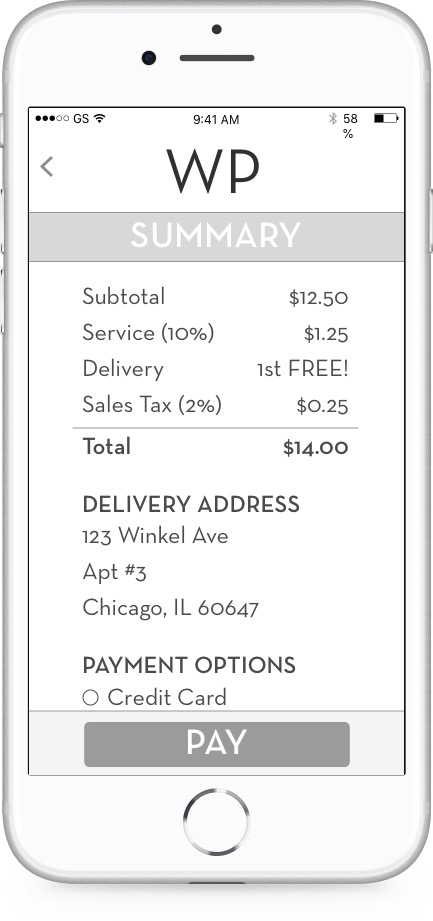 ●●●○○ GS 9:41 AM 58
%
WP
SUMMARY
Subtotal $12.50
Service (10%) $1.25
Delivery 1st FREE!
Sales Tax (2%) $0.25
Total $14.00
DELIVERY ADDRESS
123 Winkel Ave
Apt #3
Chicago, IL 60647
PAYMENT OPTIONS
Credit Card
PAY